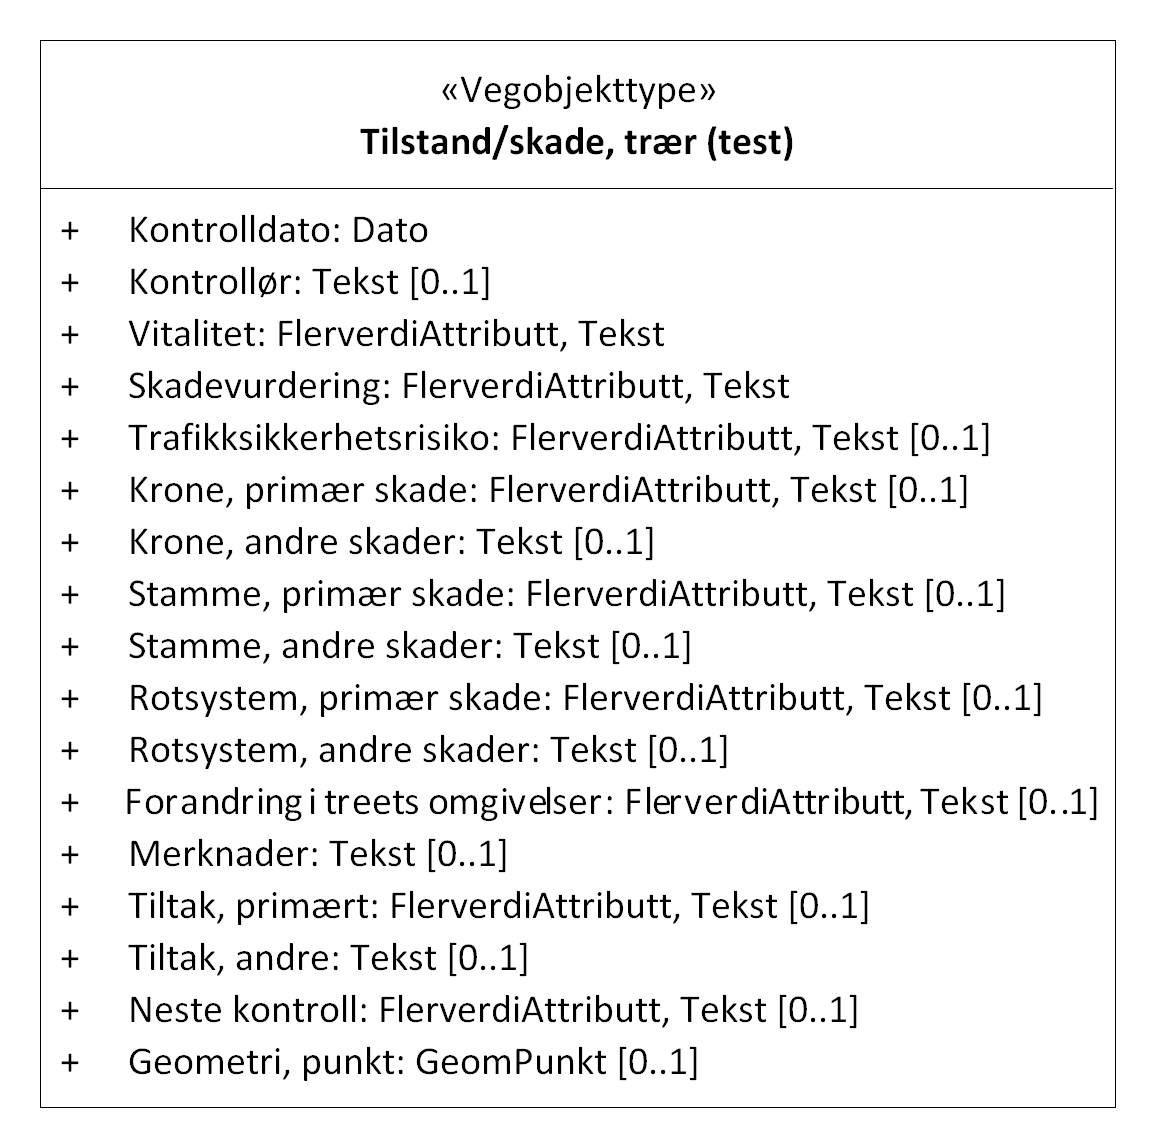 «Vegobjekttype»
Tilstand/skade, trær (test)
+ Kontrolldato: Dato
+ Kontrollør: Tekst [0..1]
+ Vitalitet: FlerverdiAttributt, Tekst
+ Skadevurdering: FlerverdiAttributt, Tekst
+ Trafikksikkerhetsrisiko: FlerverdiAttributt, Tekst [0..1]
+ Krone, primær skade: FlerverdiAttributt, Tekst [0..1]
+ Krone, andre skader: Tekst [0..1]
+ Stamme, primær skade: FlerverdiAttributt, Tekst [0..1]
+ Stamme, andre skader: Tekst [0..1]
+ Rotsystem, primær skade: FlerverdiAttributt, Tekst [0..1]
+ Rotsystem, andre skader: Tekst [0..1]
+ Forandring i treets omgivelser: FlerverdiAttributt, Tekst [0..1]
+ Merknader: Tekst [0..1]
+ Tiltak, primært: FlerverdiAttributt, Tekst [0..1]
+ Tiltak, andre: Tekst [0..1]
+ Neste kontroll: FlerverdiAttributt, Tekst [0..1]
+ Geometri, punkt: GeomPunkt [0..1]